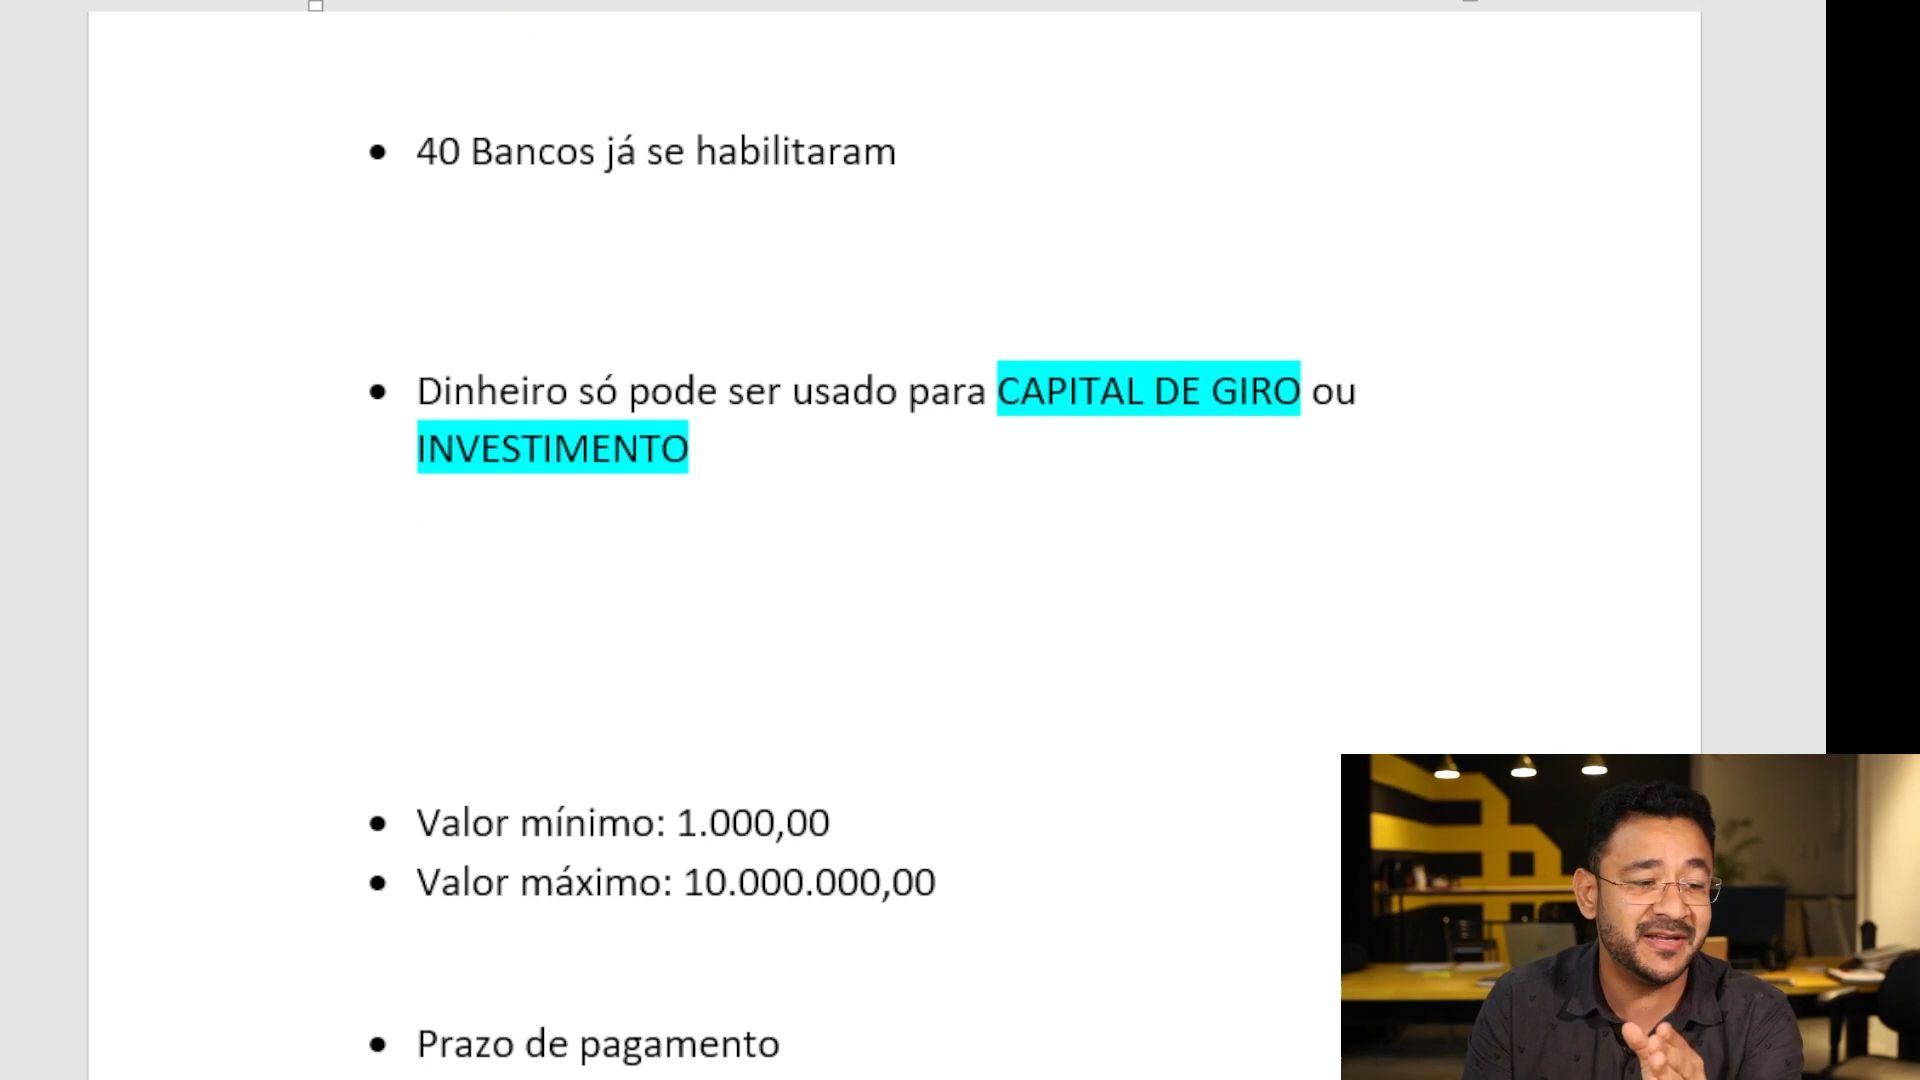 • 40 Bancos já se habilitaram
• Dinheiro só pode ser usado para CAPITAL DE GIRO ou
INVESTIMENTO
• Valor mínimo: 1.000,00
• Valor máximo: 10.000.000,00
• Prazo de pagamento